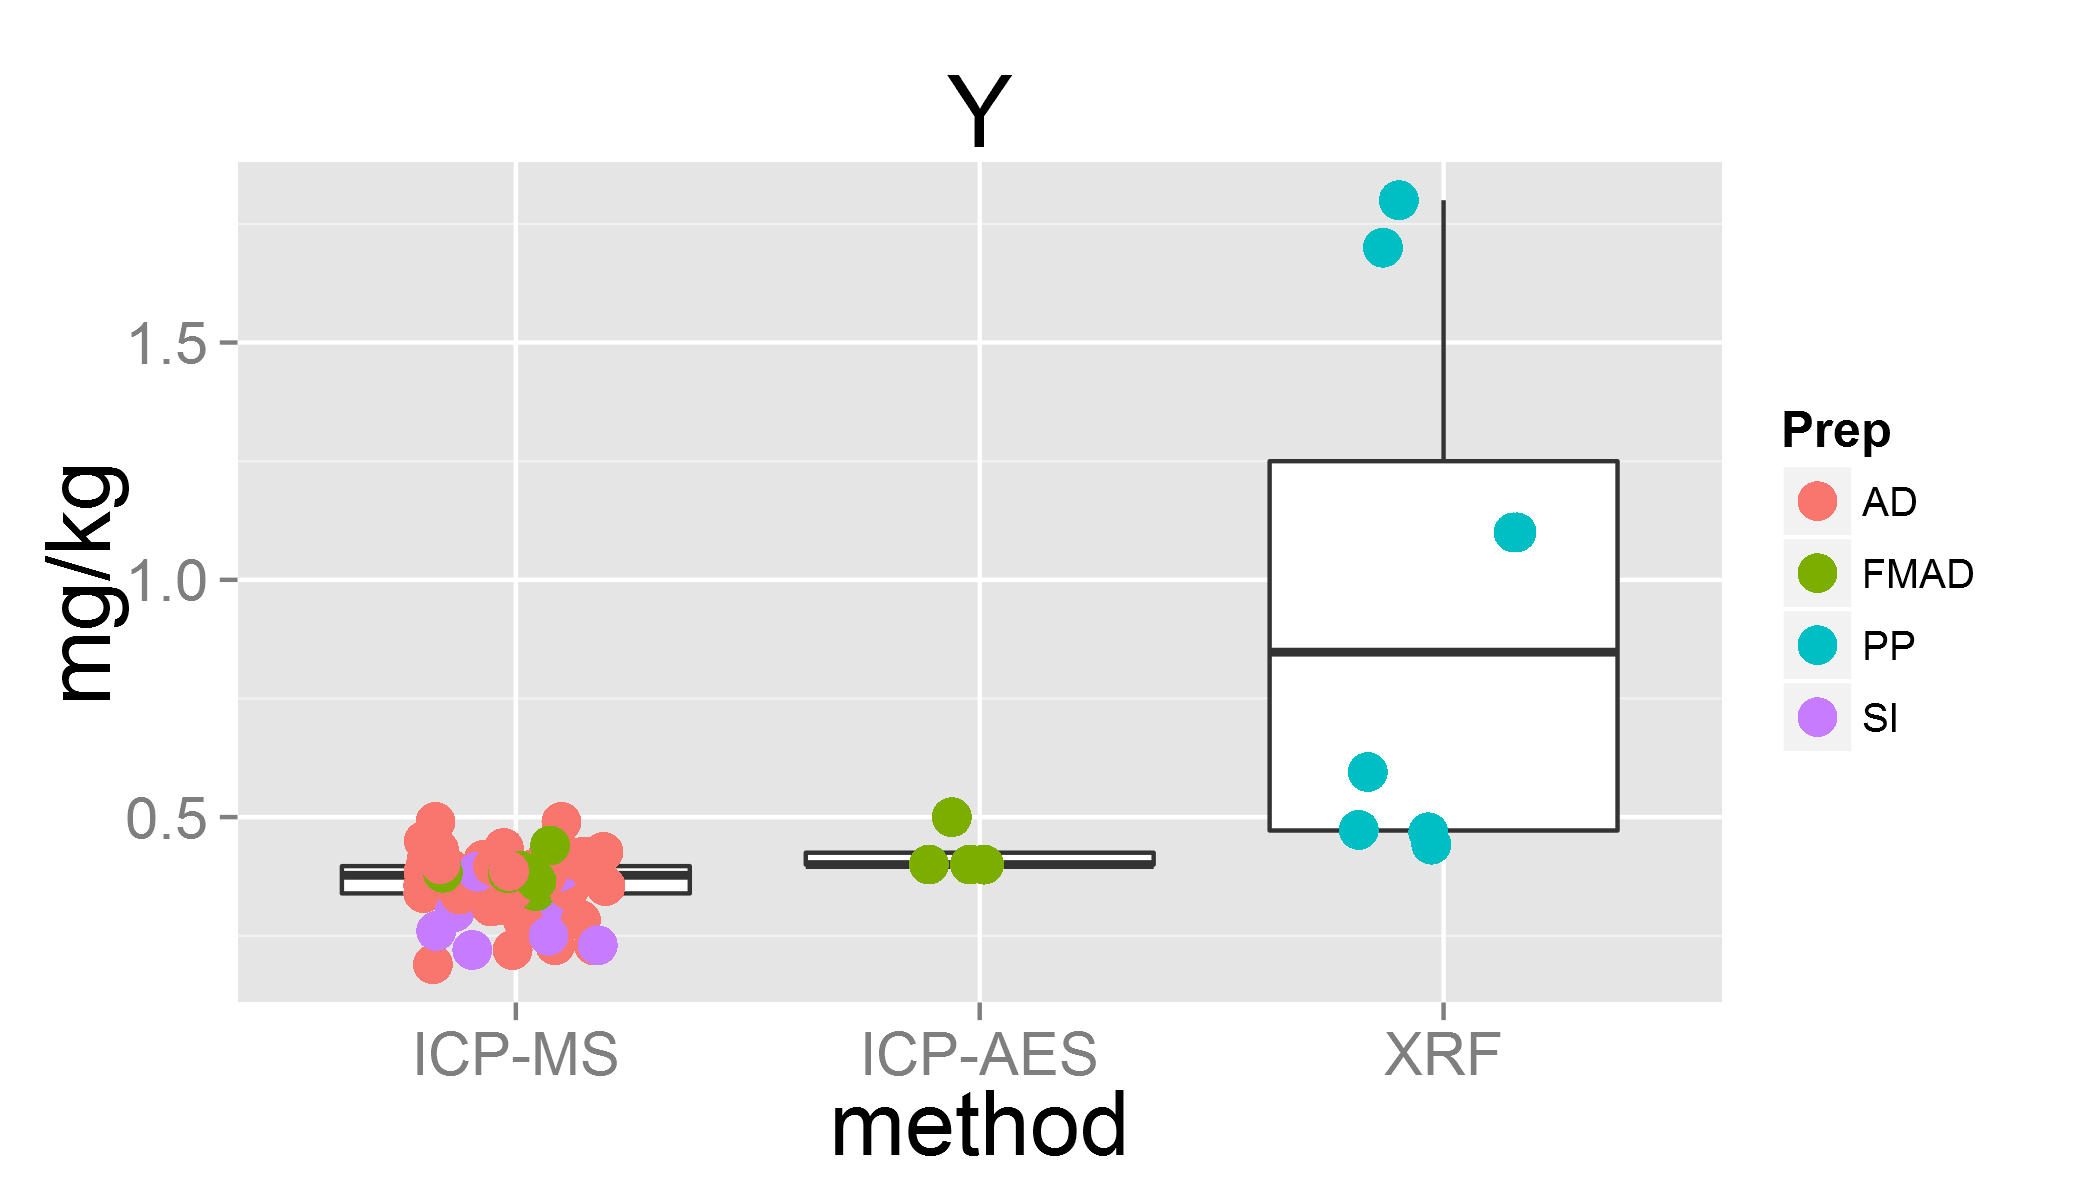 Y
mg/kg
1.5
1.0
0.5
ICP-MS
ICP-AES
XRF
method
Prep
AD
FMAD
PP
SI